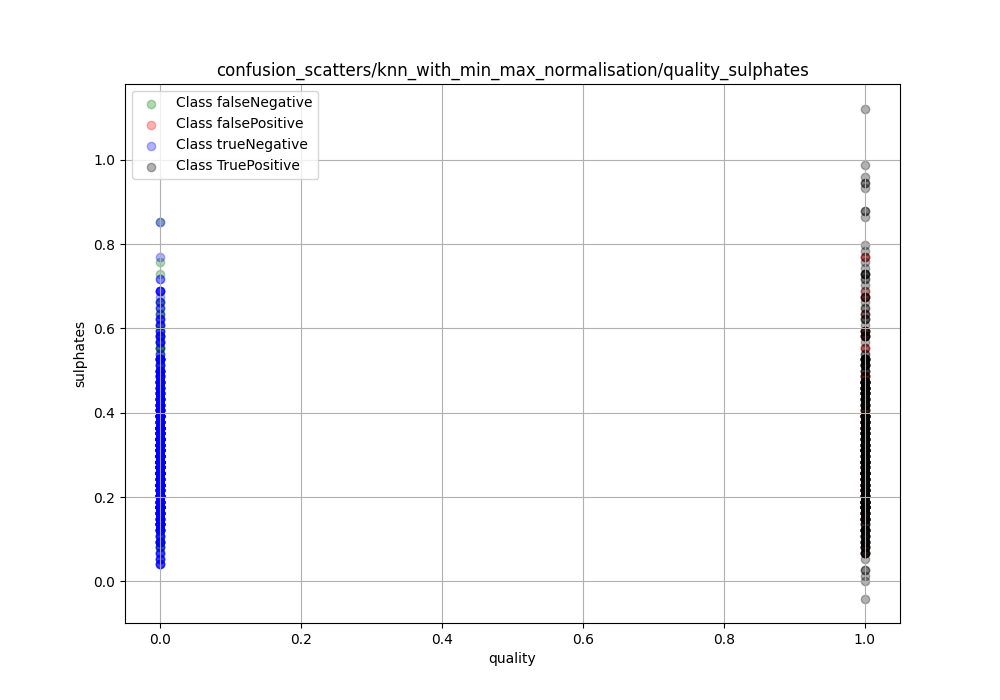 confusion_scatters/knn_with_min_max_normalisation/quality_sulphates
Class falseNegative
Class falsePositive
Class trueNegative
Class TruePositive
1.0
0.8
0.6
0.4
0.2
0.0
sulphates
0.0 0.2 0.4 0.6 0.8 1.0
quality